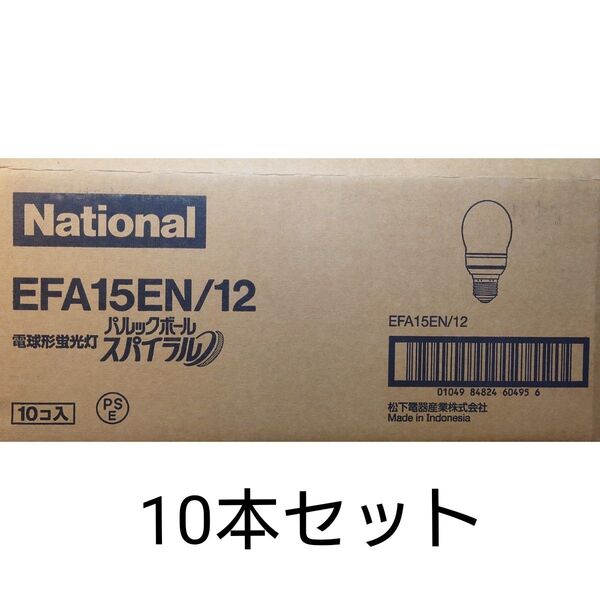 National
EFA15EN/12
電球形蛍光灯 パルックボール スパイラル
10コ入
PS
E
EFA15EN/12
01049 84824 60495 6
松下電器産業株式会社
Made in Indonesia
10本セット